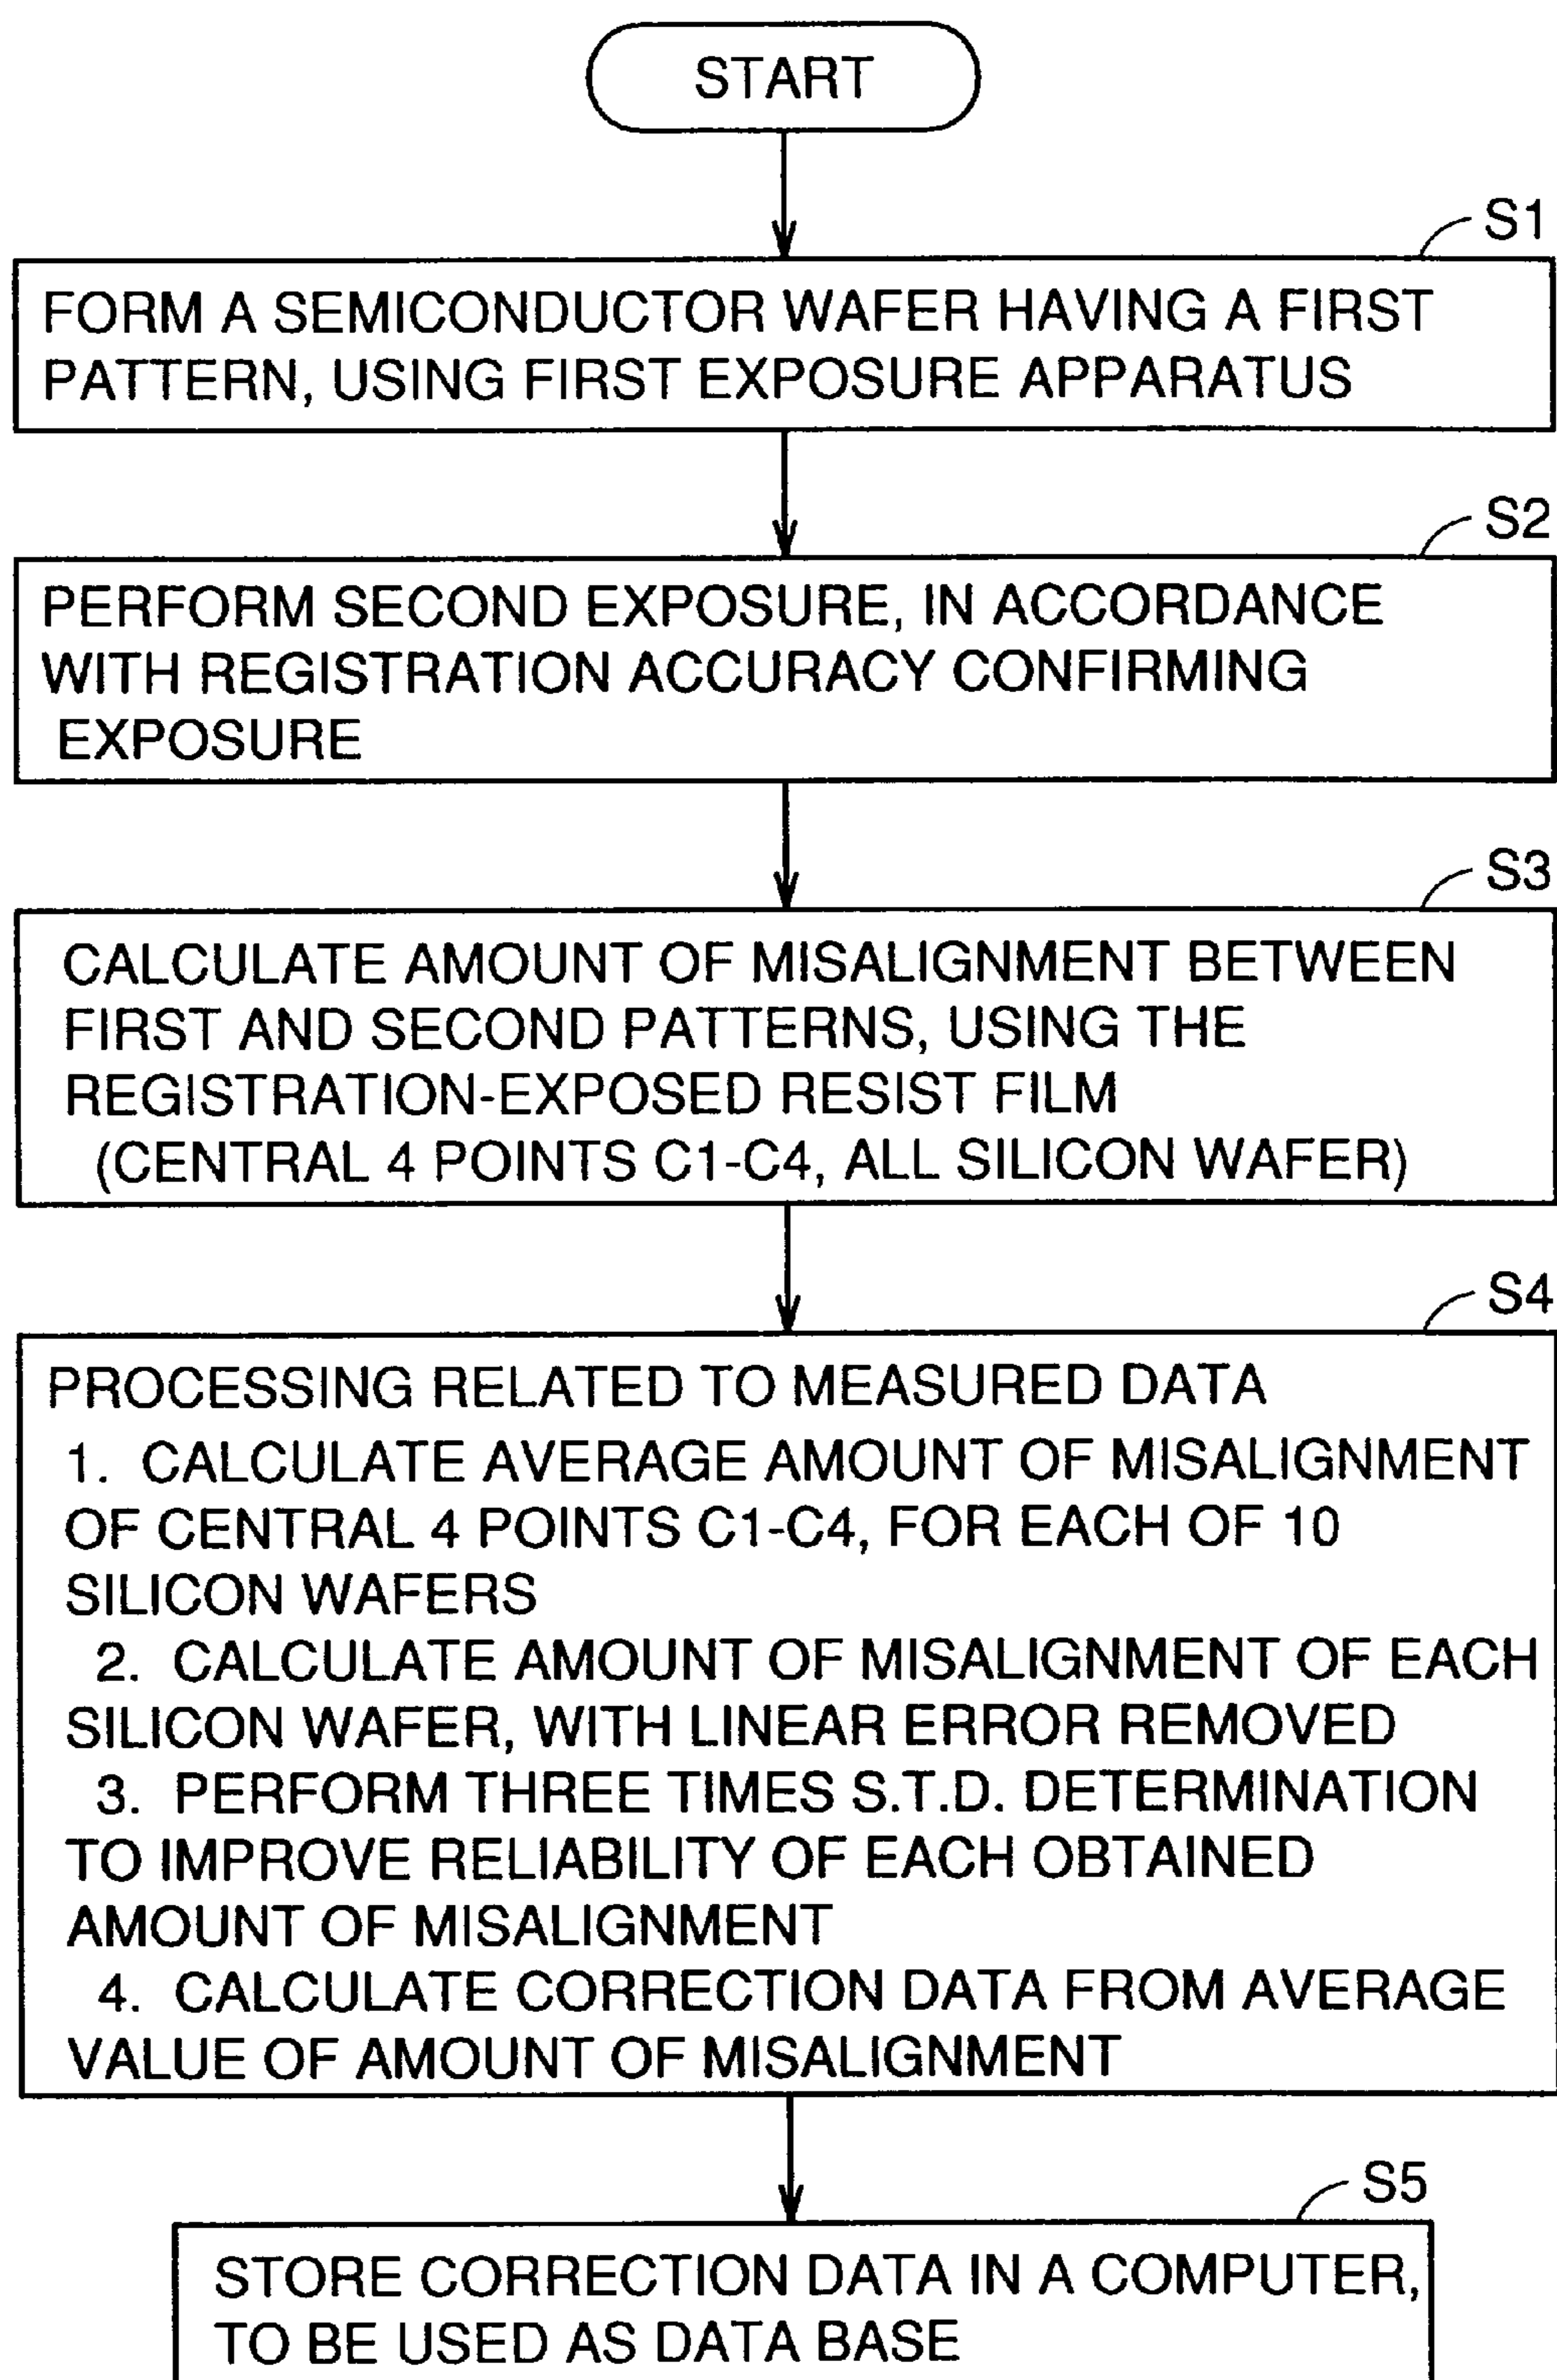 START
S1
FORM A SEMICONDUCTOR WAFER HAVING A FIRST
PATTERN, USING FIRST EXPOSURE APPARATUS
S2
PERFORM SECOND EXPOSURE, IN ACCORDANCE
WITH REGISTRATION ACCURACY CONFIRMING
EXPOSURE
S3
CALCULATE AMOUNT OF MISALIGNMENT BETWEEN
FIRST AND SECOND PATTERNS, USING THE
REGISTRATION-EXPOSED RESIST FILM
(CENTRAL 4 POINTS C1-C4, ALL SILICON WAFER)
S4
PROCESSING RELATED TO MEASURED DATA
1. CALCULATE AVERAGE AMOUNT OF MISALIGNMENT
OF CENTRAL 4 POINTS C1-C4, FOR EACH OF 10
SILICON WAFERS
2. CALCULATE AMOUNT OF MISALIGNMENT OF EACH
SILICON WAFER, WITH LINEAR ERROR REMOVED
3. PERFORM THREE TIMES S.T.D. DETERMINATION
TO IMPROVE RELIABILITY OF EACH OBTAINED
AMOUNT OF MISALIGNMENT
4. CALCULATE CORRECTION DATA FROM AVERAGE
VALUE OF AMOUNT OF MISALIGNMENT
S5
STORE CORRECTION DATA IN A COMPUTER,
TO BE USED AS DATA BASE